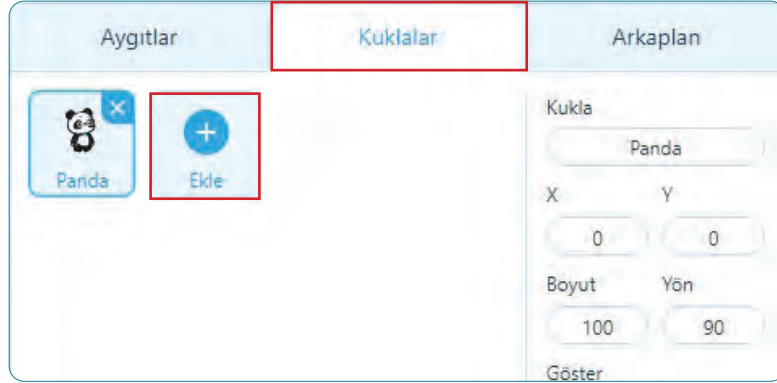 Aygıtlar Kuklalar Arkaplan
Panda
Ekle
Kukla
Panda
X Y
0 0
Boyut Yön
100 90
Göster